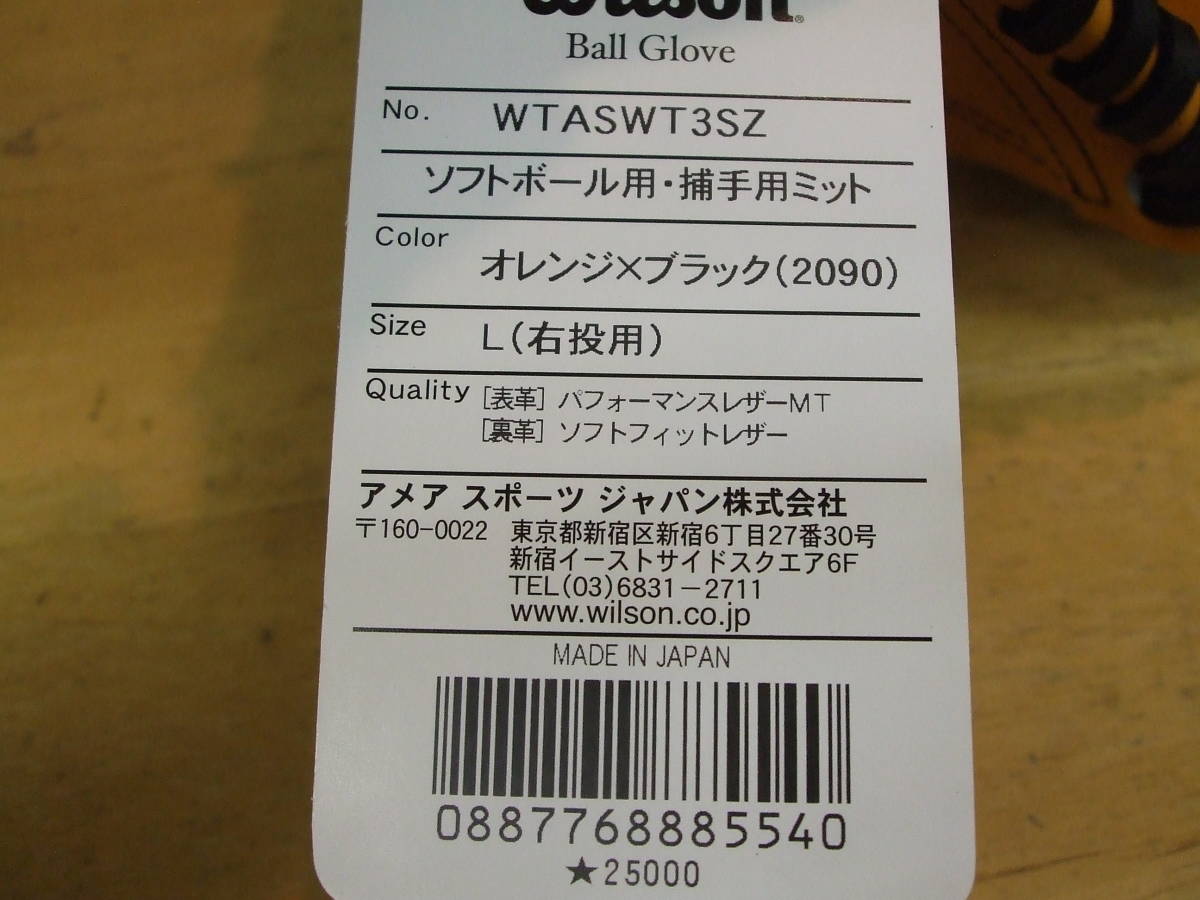 Wilson®
Ball Glove
No. WTASWT3SZ
ソフトボール用・捕手用ミット
Color オレンジ×ブラック(2090)
Size L(右投用)
Quality [表革] パフォーマンスレザーMT
[裏革] ソフトフィットレザー
アメア スポーツ ジャパン株式会社
〒160-0022 東京都新宿区新宿6丁目27番30号
新宿イーストサイドスクエア6F
TEL(03)6831-2711
www.wilson.co.jp
MADE IN JAPAN
0887768885540
★25000